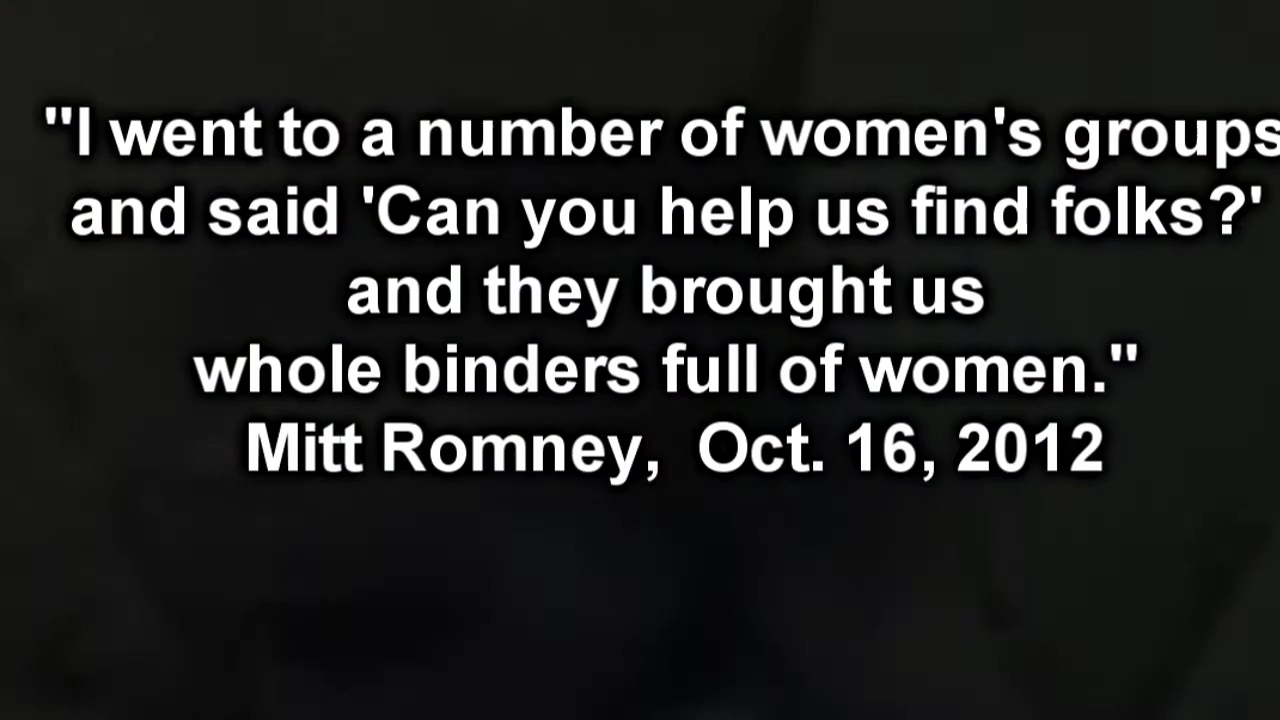 "I went to a number of women's groups
and said 'Can you help us find folks?'
and they brought us
whole binders full of women."
Mitt Romney,  Oct. 16, 2012